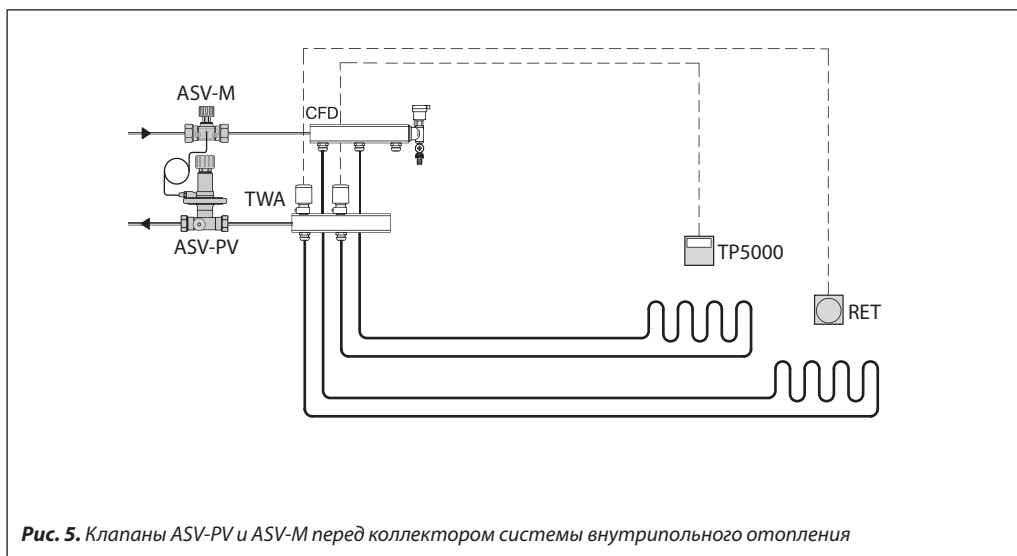 ASV-M
CFD
TWA
ASV-PV
TP5000
RET
Рис. 5. Клапаны ASV-PV и ASV-M перед коллектором системы внутрипольного отопления